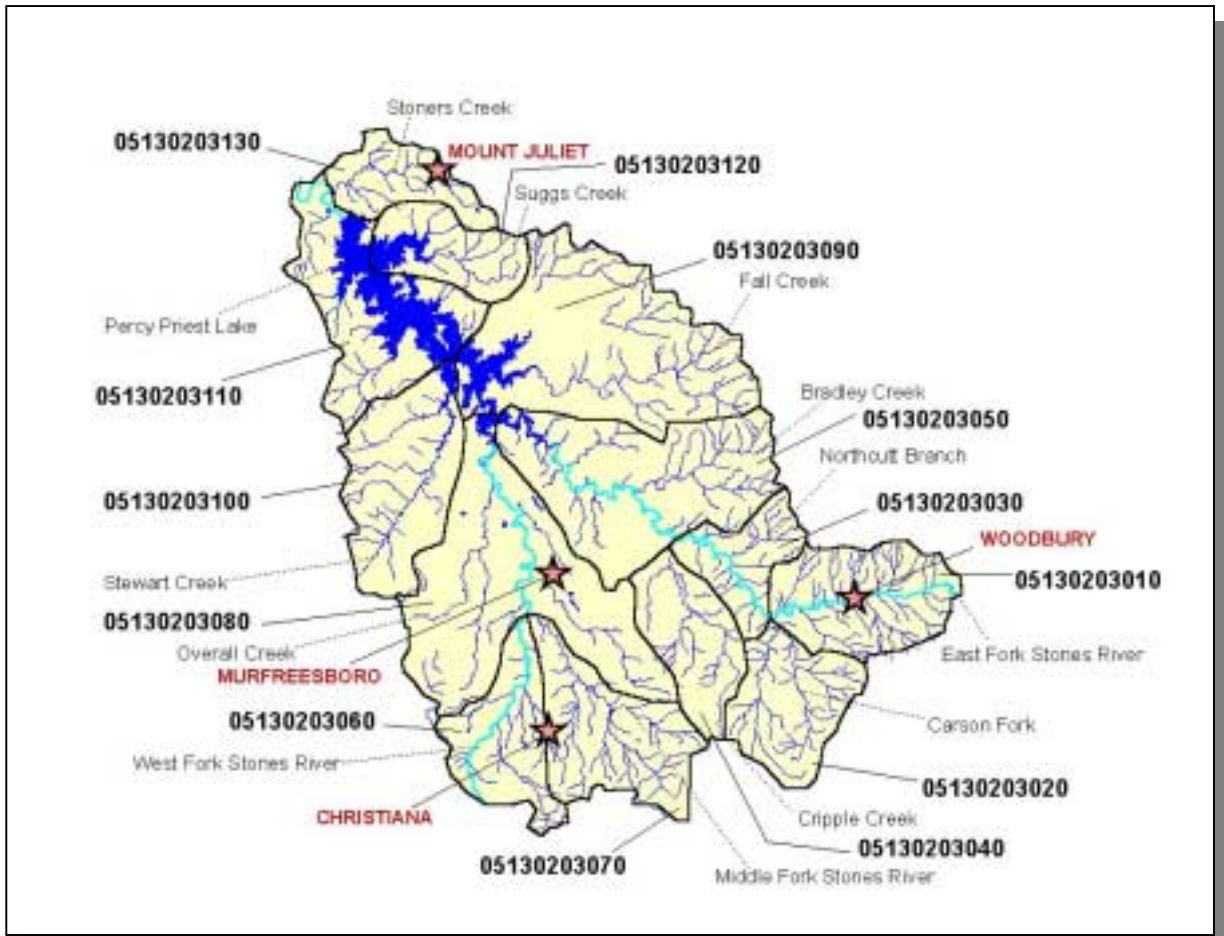 Stoners Creek
05130203130
MOUNT JULIET
05130203120
Suggs Creek
05130203090
Fall Creek
Percy Priest Lake
05130203110
Bradley Creek
05130203050
Northcutt Branch
05130203100
05130203030
WOODBURY
Stewart Creek
05130203010
05130203080
Overall Creek
East Fork Stones River
MURFREESBORO
05130203060
Carson Fork
West Fork Stones River
05130203020
CHRISTIANA
Cripple Creek
05130203040
05130203070
Middle Fork Stones River